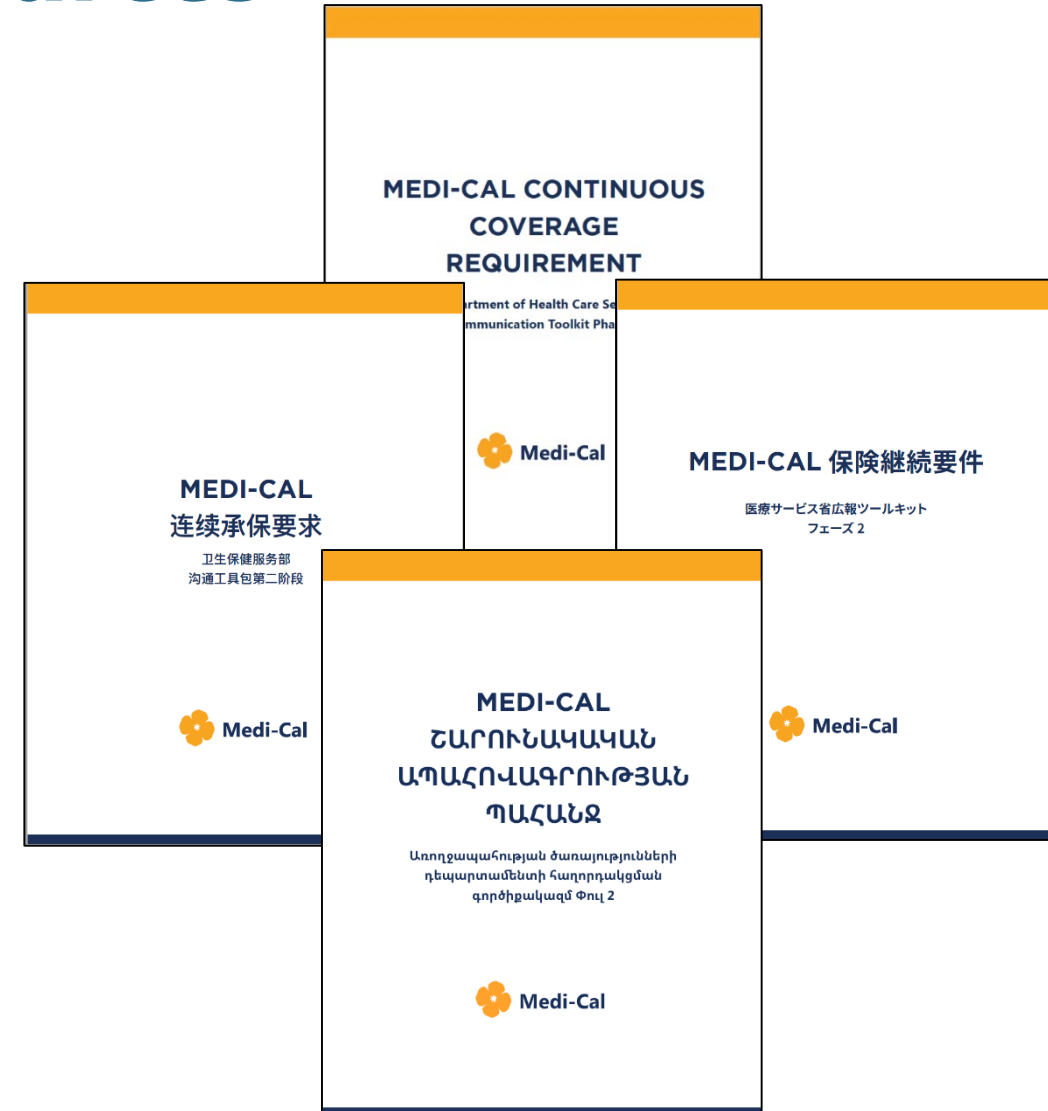 MEDI-CAL CONTINUOUS
COVERAGE
REQUIREMENT
of Health Care
Toolkit
Medi-Cal
MEDI-CAL
连续承保要求
卫生保健服务部
沟通工具包第二阶段
Medi-Cal
MEDI-CAL 保険継続要件
医療サービス省広報ツールキット
フェーズ 2
Medi-Cal
MEDI-CAL
ՇԱՐՈՒՆԱԿԱԿԱՆ
ԱՊԱՀՈՎԱԳՐՈՒԹՅԱՆ
ՊԱՀԱՆՋ
Առողջապահության ծառայությունների
դեպարտամենտի հաղորդակցման
գործիքակազմ Փուլ 2
Medi-Cal